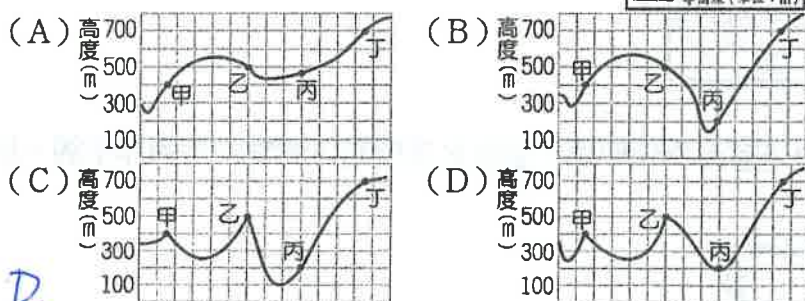 (A) 高度(m) 700 500 300 100 甲 乙 丙 丁
(B) 高度(m) 700 500 300 100 甲 乙 丙 丁
(C) 高度(m) 700 500 300 100 甲 乙 丙 丁
(D) 高度(m) 700 500 300 100 甲 乙 丙 丁
D